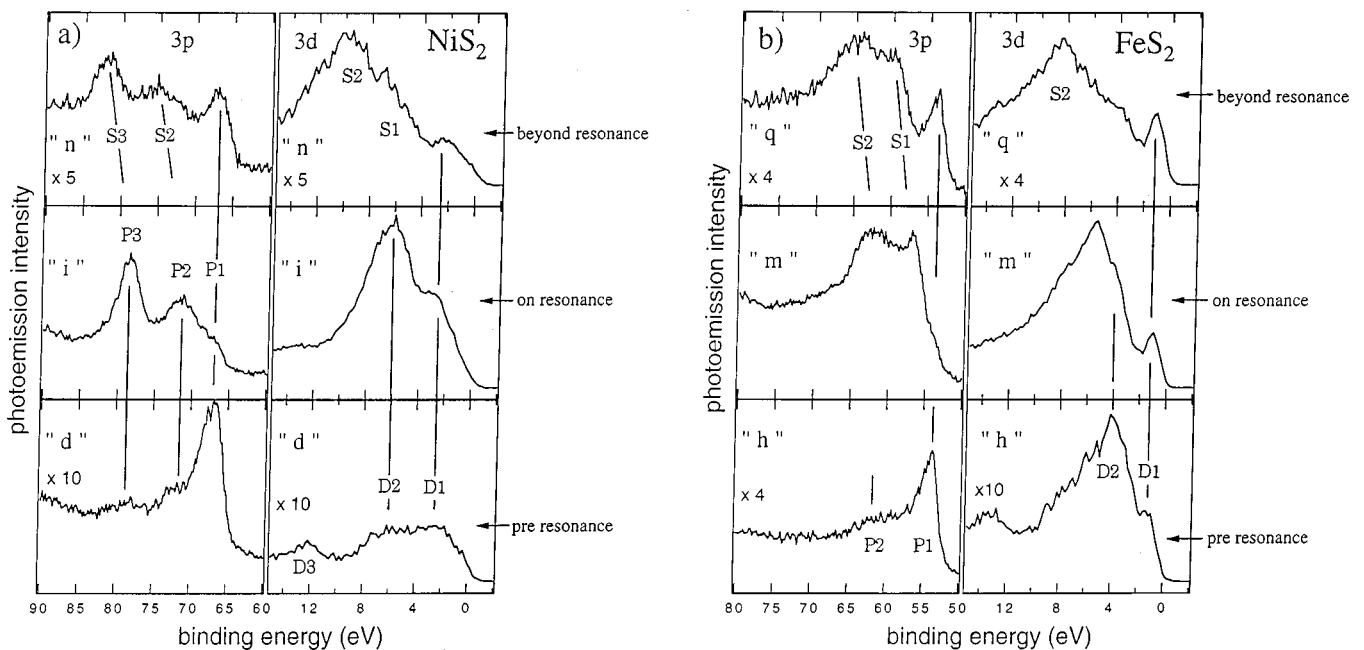 a)
3p
3d
NiS2
S3
S2
" n "
x 5
S2
S1
" n "
x 5
beyond resonance
P3
P2
P1
" i "
" i "
on resonance
" d "
x 10
" d "
x 10
D2
D1
D3
pre resonance
90 85 80 75 70 65 60
12 8 4 0
binding energy (eV)
photoemission intensity
b)
3p
3d
FeS2
S2
S1
" q "
x 4
S2
" q "
x 4
beyond resonance
" m "
" m "
on resonance
" h "
x 4
P2
P1
" h "
x10
D2
D1
pre resonance
80 75 70 65 60 55 50
12 8 4 0
binding energy (eV)
photoemission intensity